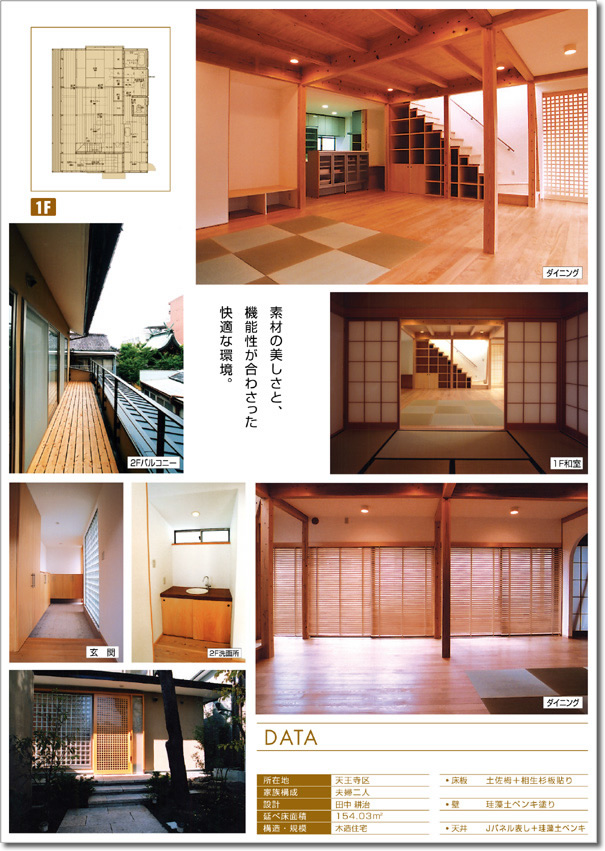 1F
ダイニング
素材の美しさと、
機能性が合わさった
快適な環境。
2Fバルコニー
1F和室
玄 関
2F洗面所
ダイニング
DATA
所在地 天王寺区
家族構成 夫婦二人
設計 田中 耕治
延べ床面積 154.03㎡
構造・規模 木造住宅
・床板 土佐栂+相生杉板貼り
・壁 珪藻土ペンキ塗り
・天井 Jパネル表し+珪藻土ペンキ